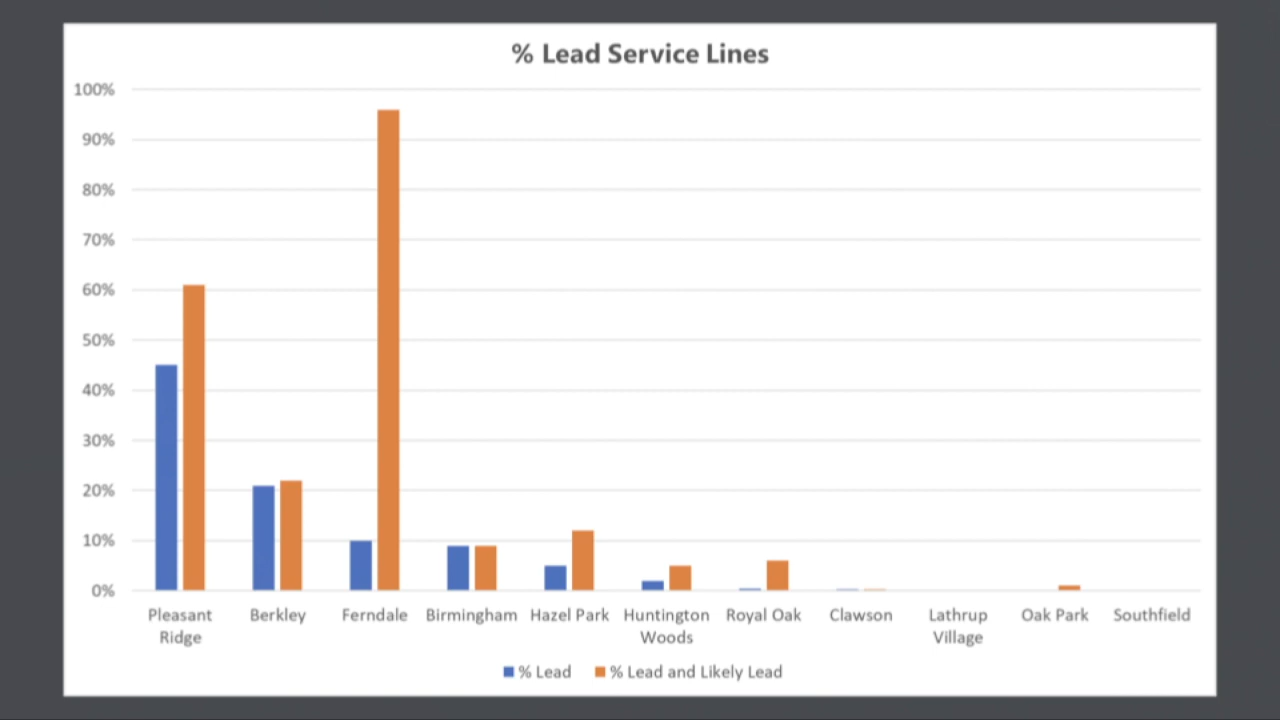 % Lead Service Lines
100%
90%
80%
70%
60%
50%
40%
30%
20%
10%
0%
Pleasant Ridge
Berkley
Ferndale
Birmingham
Hazel Park
Huntington Woods
Royal Oak
Clawson
Lathrup Village
Oak Park
Southfield
% Lead
% Lead and Likely Lead